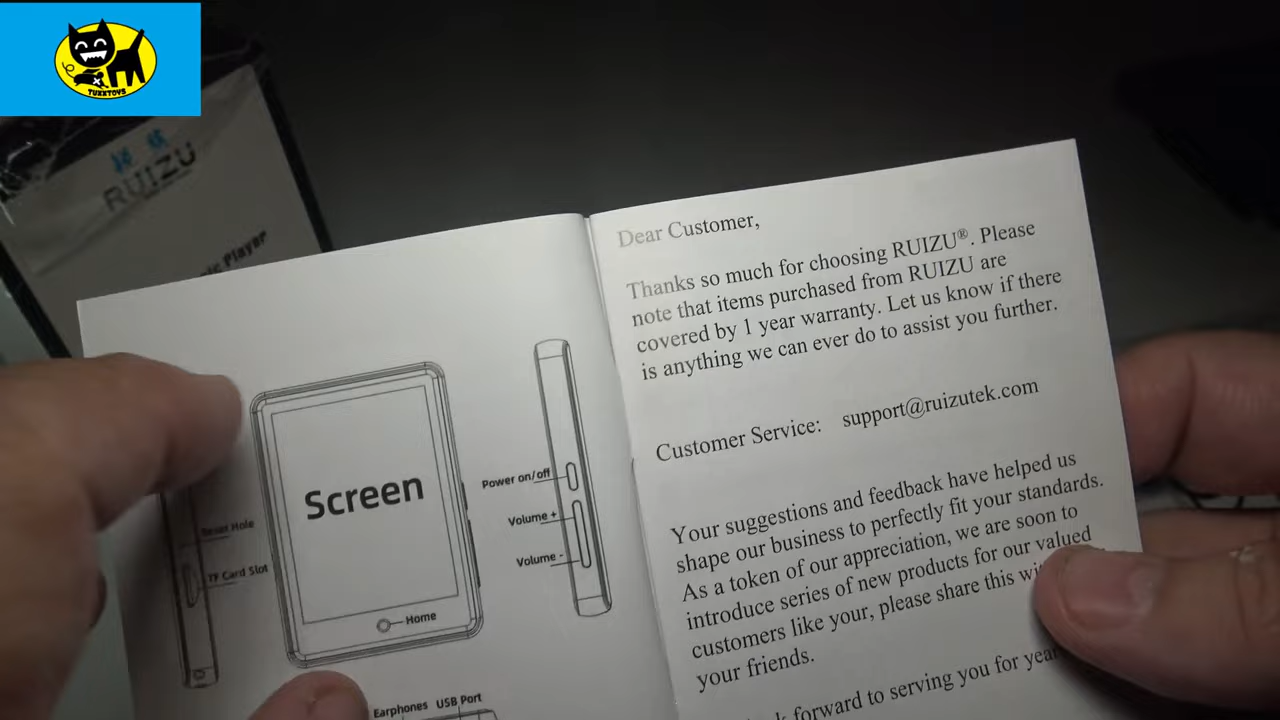 TUXXTOYS
RUIZU
Player
Screen
Power on/off
Volume +
Volume -
Reset Hole
TF Card Slot
Home
Earphones USB Port
Dear Customer,
Thanks so much for choosing RUIZU®. Please
note that items purchased from RUIZU are
covered by 1 year warranty. Let us know if there
is anything we can ever do to assist you further.
Customer Service: support@ruizutek.com
Your suggestions and feedback have helped us
shape our business to perfectly fit your standards.
As a token of our appreciation, we are soon to
introduce series of new products for our valued
customers like your, please share this
your friends.
forward to serving you for